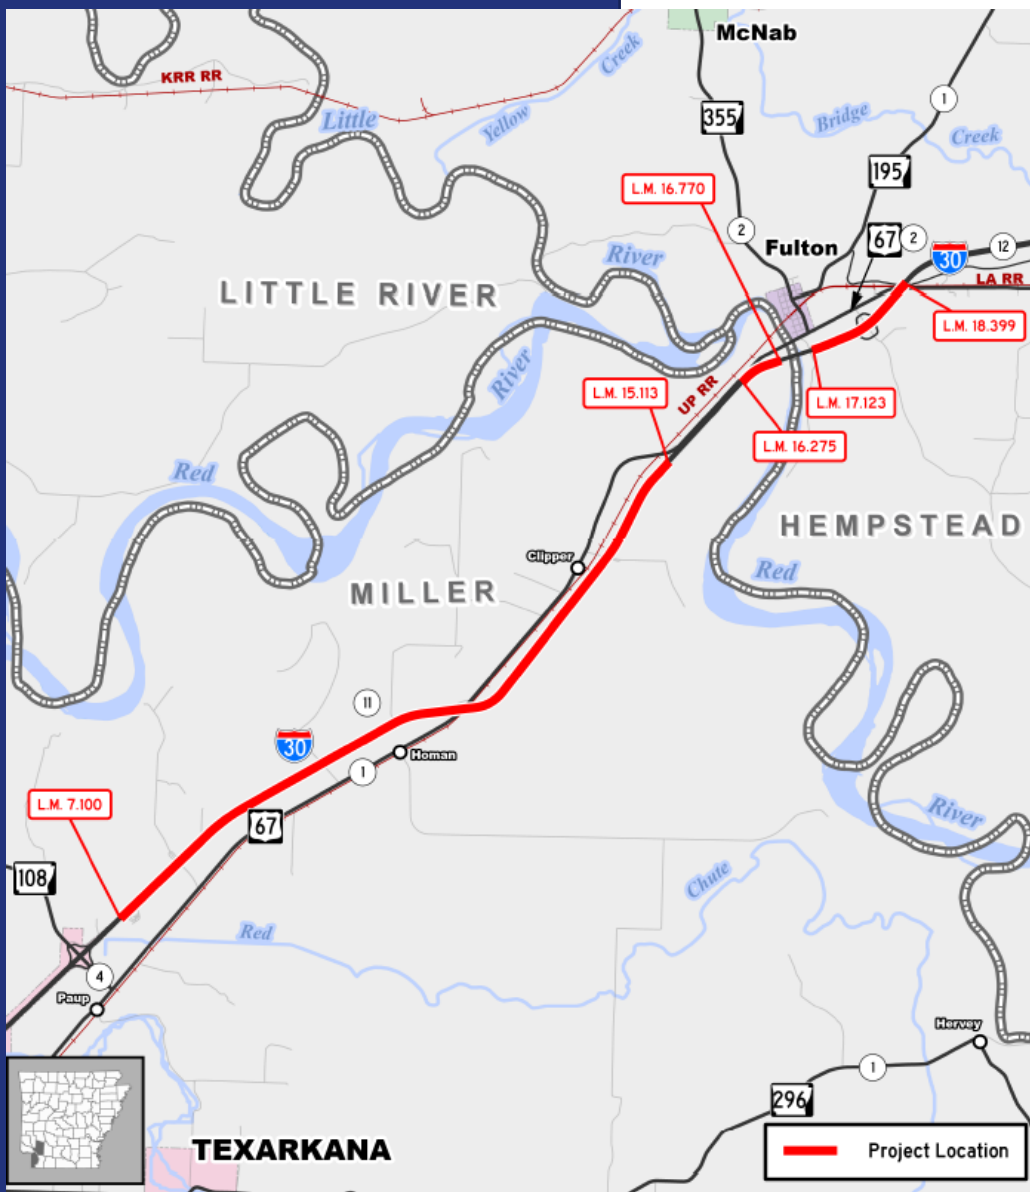 McNab
KRR RR
Creek
1
Little
Yellow
355
Bridge
Creek
195
L.M. 16.770
2
Fulton
67
2
30
12
River
LA RR
LITTLE RIVER
L.M. 18.399
River
L.M. 15.113
UP RR
L.M. 17.123
L.M. 16.275
Red
HEMPSTEAD
Clipper
MILLER
Red
11
30
Homan
1
L.M. 7.100
67
River
108
Chute
Red
4
Paup
Hervey
1
296
TEXARKANA
Project Location